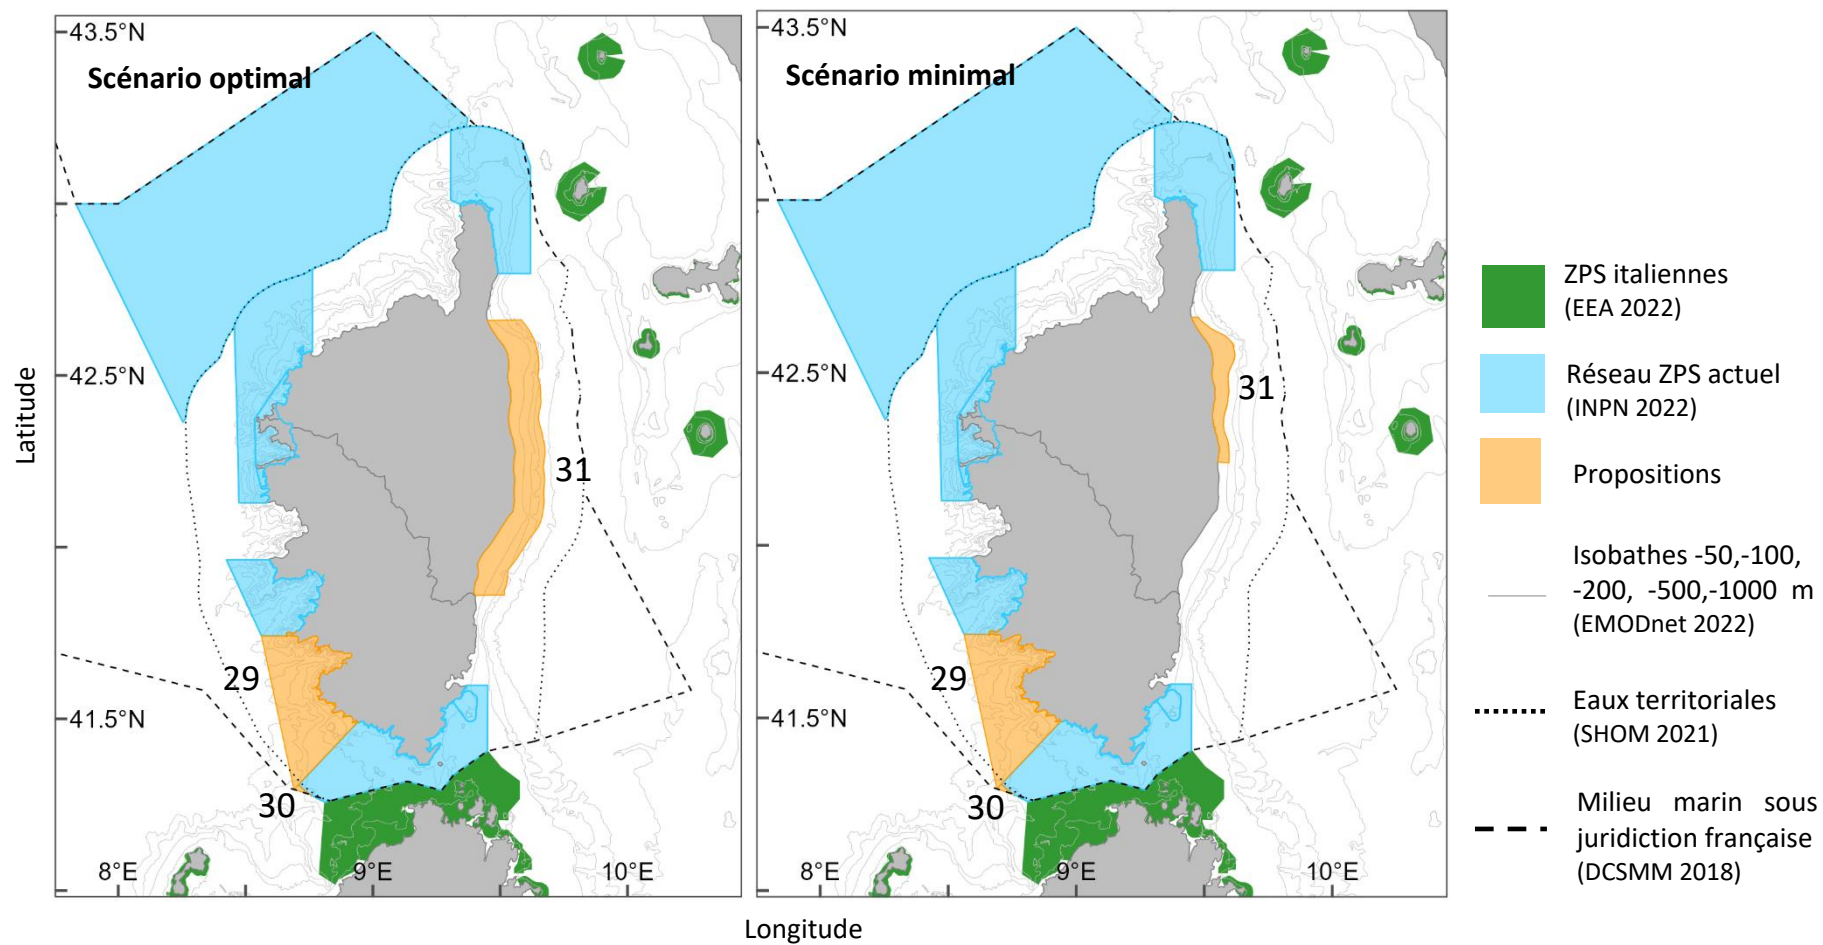 Scénario optimal
43.5°N
42.5°N
41.5°N
8°E
9°E
10°E
31
29
30
Latitude
Scénario minimal
43.5°N
42.5°N
41.5°N
8°E
9°E
10°E
31
29
30
Longitude
ZPS italiennes
(EEA 2022)
Réseau ZPS actuel
(INPN 2022)
Propositions
Isobathes -50,-100,
-200, -500,-1000 m
(EMODnet 2022)
Eaux territoriales
(SHOM 2021)
Milieu marin sous
juridiction française
(DCSMM 2018)